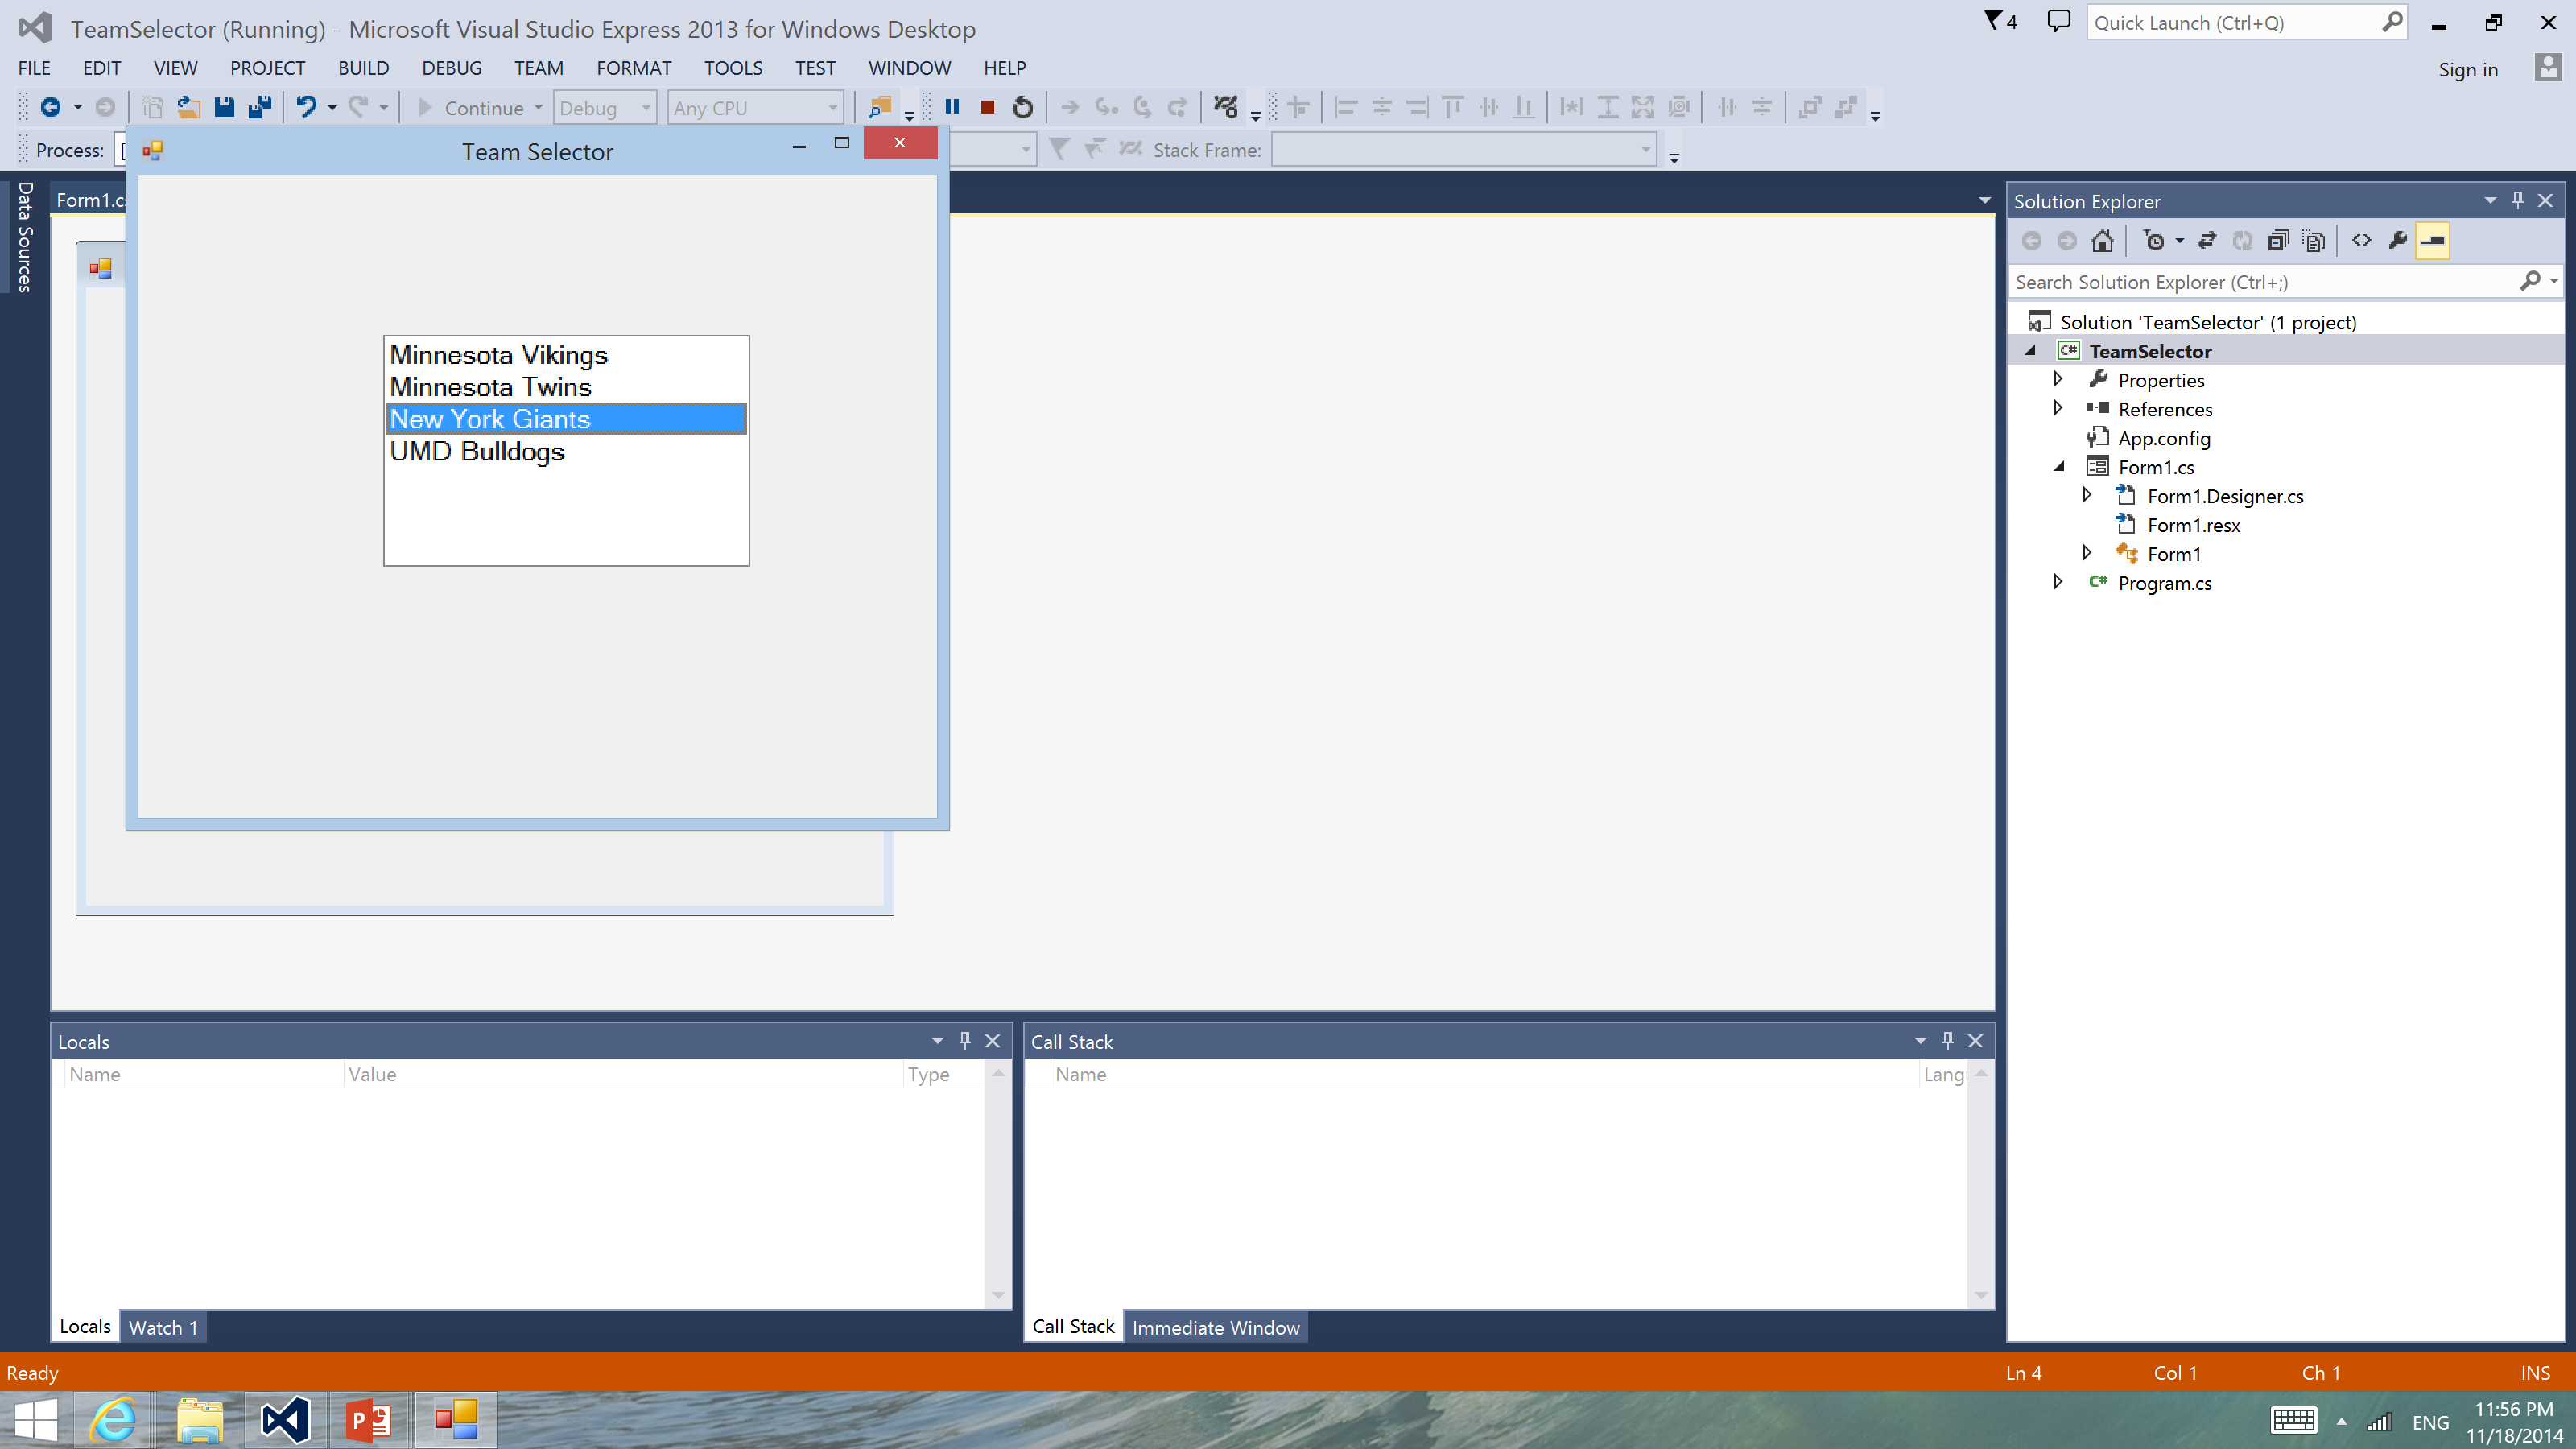 TeamSelector (Running) - Microsoft Visual Studio Express 2013 for Windows Desktop
4
Quick Launch (Ctrl+Q)
FILE EDIT VIEW PROJECT BUILD DEBUG TEAM FORMAT TOOLS TEST WINDOW HELP
Sign in
Continue Debug Any CPU
Process: [
Stack Frame:
Team Selector
Data Sources
Form1.c
Minnesota Vikings
Minnesota Twins
New York Giants
UMD Bulldogs
Solution Explorer
Search Solution Explorer (Ctrl+;)
Solution 'TeamSelector' (1 project)
C# TeamSelector
Properties
References
App.config
Form1.cs
Form1.Designer.cs
Form1.resx
Form1
C# Program.cs
Locals
Name Value Type
Locals Watch 1
Call Stack
Name Langu
Call Stack Immediate Window
Ready Ln 4 Col 1 Ch 1 INS
P ENG 11:56 PM
11/18/2014